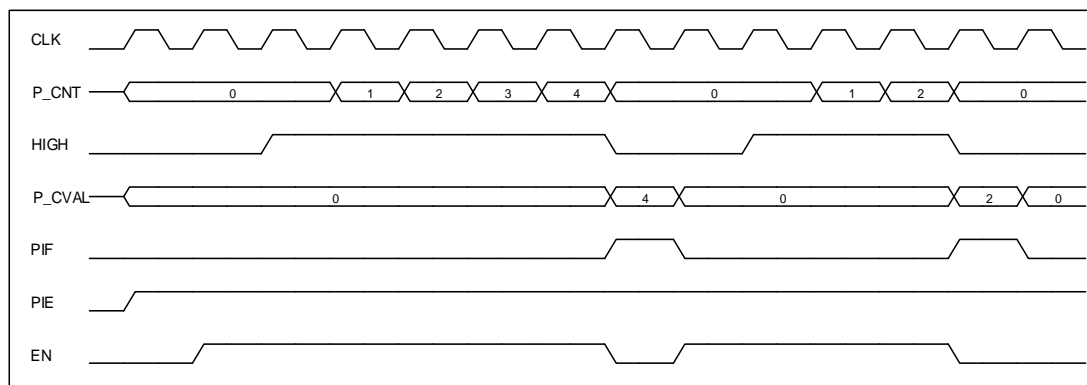 CLK
P_CNT 0 1 2 3 4 0 1 2 0
HIGH
P_CVAL 0 4 0 2 0
PIF
PIE
EN